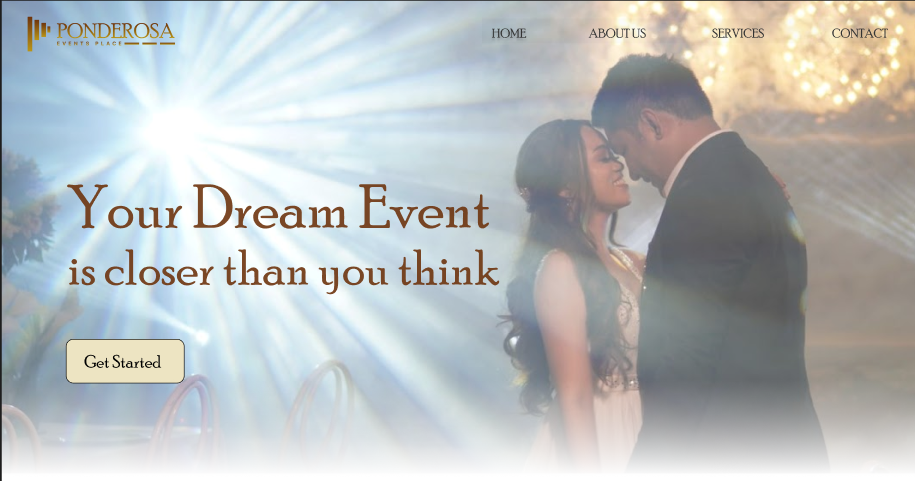 PONDEROSA
EVENTS PLACE
HOME ABOUT US SERVICES CONTACT
Your Dream Event
is closer than you think
Get Started